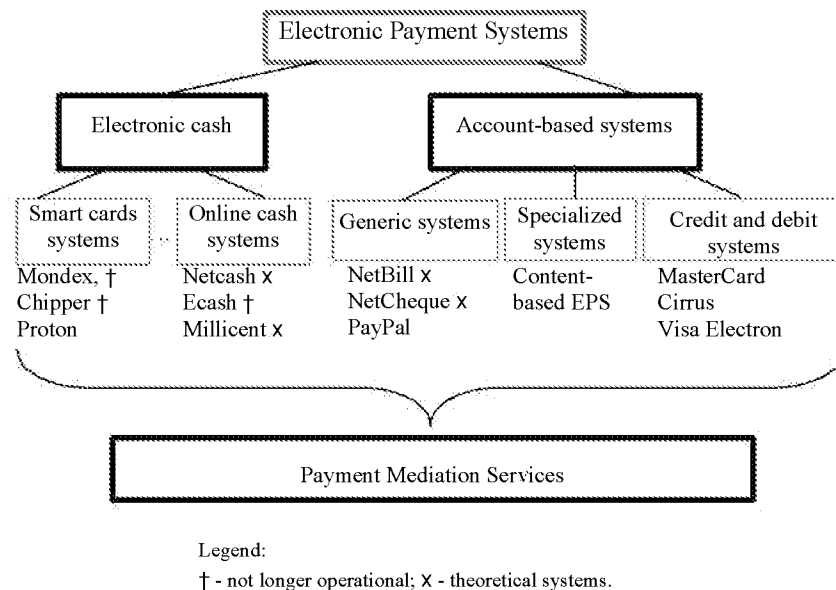 Electronic Payment Systems
Electronic cash
Account-based systems
Smart cards
systems
Online cash
systems
Generic systems
Specialized
systems
Credit and debit
systems
Mondex, †
Chipper †
Proton
Netcash x
Ecash †
Millicent x
NetBill x
NetCheque x
PayPal
Content-
based EPS
MasterCard
Cirrus
Visa Electron
Payment Mediation Services
Legend:
† - not longer operational; x - theoretical systems.